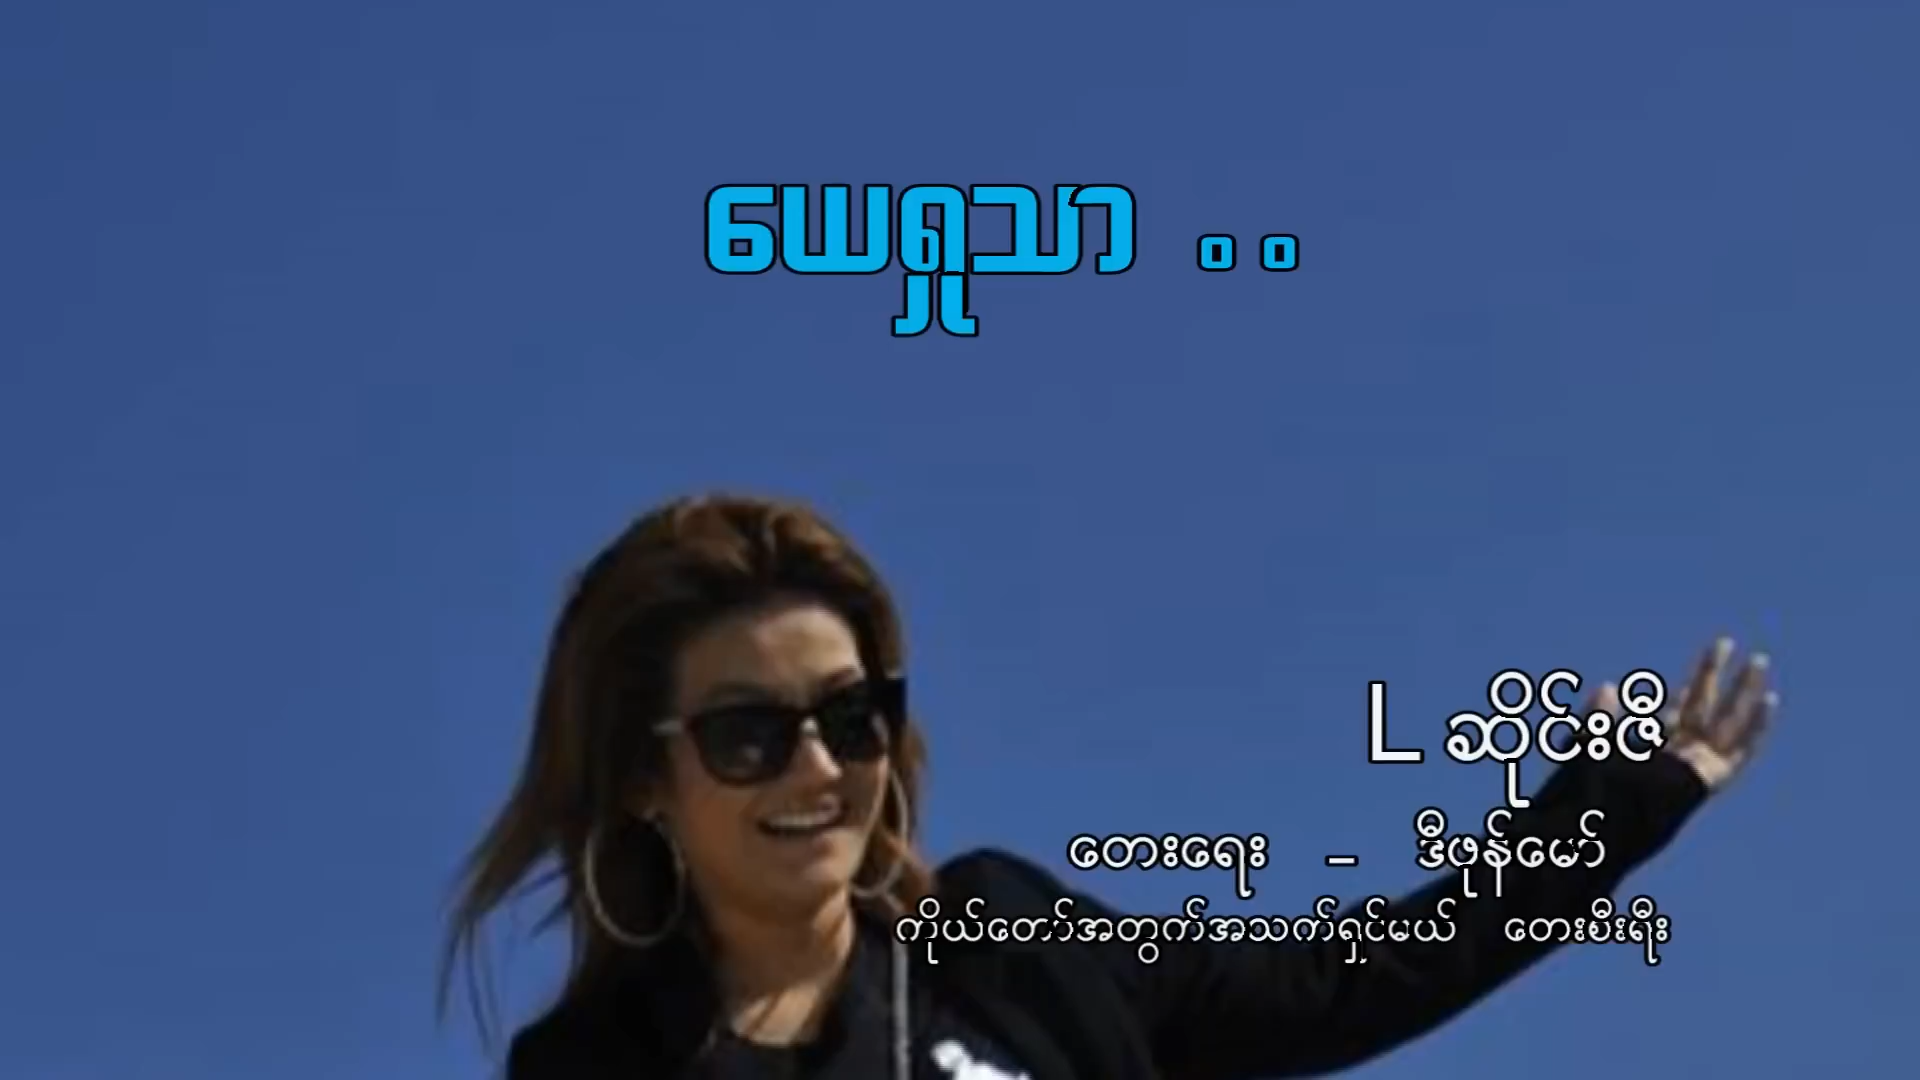 ယေရှုသာ . .
L ဆိုင်းဇီ
တေးရေး – ဒီဖုန်မော်
ကိုယ်တော်အတွက်အသက်ရှင်မယ် တေးစီးရီး